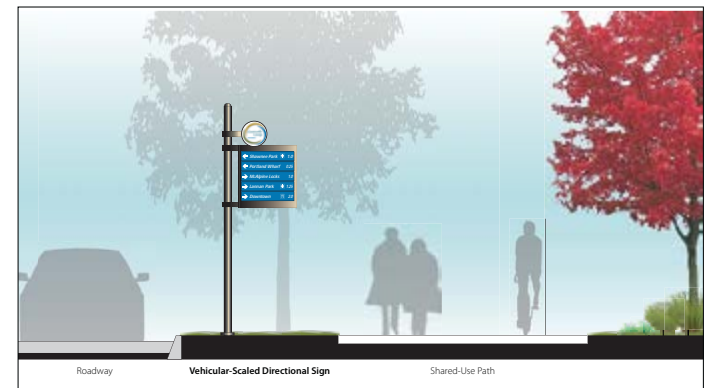 Shawnee Park
Portland Wharf
McAlpine Locks
Lannan Park
Downtown
Roadway Vehicular-Scaled Directional Sign Shared-Use Path